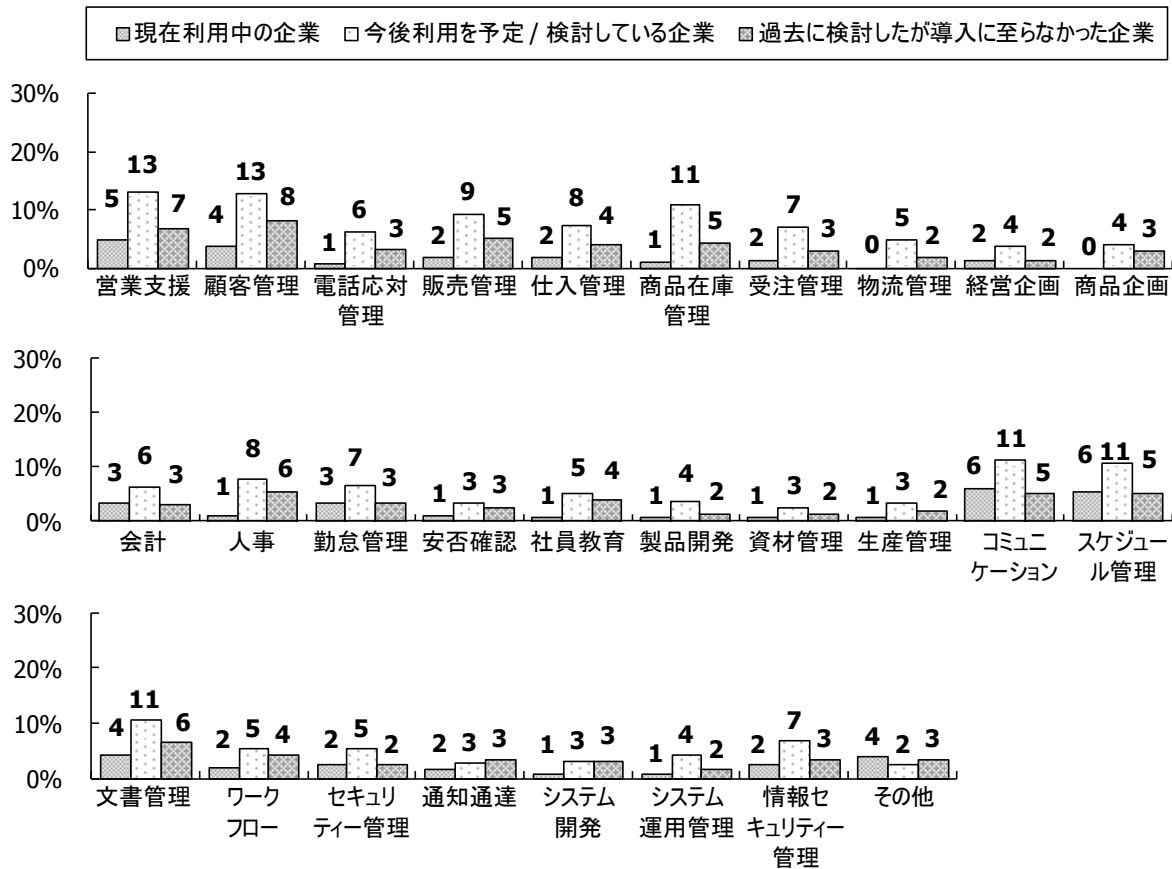 現在利用中の企業 今後利用を予定 / 検討している企業 過去に検討したが導入に至らなかった企業
30%
20%
10%
0%
5 13 7 4 13 8 1 6 3 2 9 5 2 8 4 1 11 5 2 7 3 0 5 2 2 4 2 0 4 3
営業支援 顧客管理 電話応対 販売管理 仕入管理 商品在庫 受注管理 物流管理 経営企画 商品企画
管理 管理
30%
20%
10%
0%
3 6 3 1 8 6 3 7 3 1 3 3 1 5 4 1 4 2 1 3 2 1 3 2 6 11 5 6 11 5
会計 人事 勤怠管理 安否確認 社員教育 製品開発 資材管理 生産管理 コミュニ スケジュー
ケーション ル管理
30%
20%
10%
0%
4 11 6 2 5 4 2 5 2 2 3 3 1 3 3 1 4 2 2 7 3 4 2 3
文書管理 ワーク セキュリ 通知通達 システム システム 情報セ その他
フロー ティー管理 開発 運用管理 キュリティー
管理